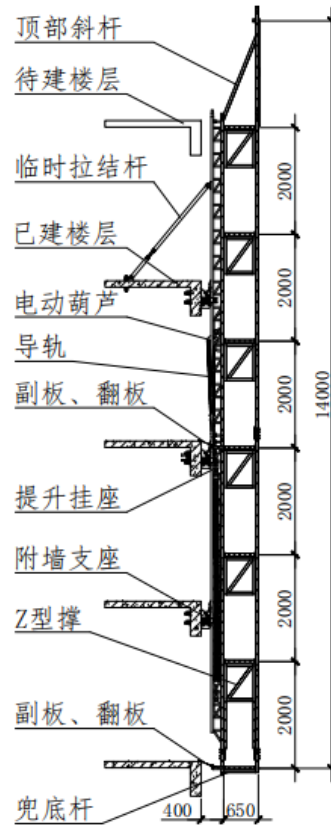 顶部斜杆
待建楼层
临时拉结杆
已建楼层
电动葫芦
导轨
副板、翻板
提升挂座
附墙支座
Z型撑
副板、翻板
兜底杆
2000
2000
2000
2000
2000
2000
14000
400
650